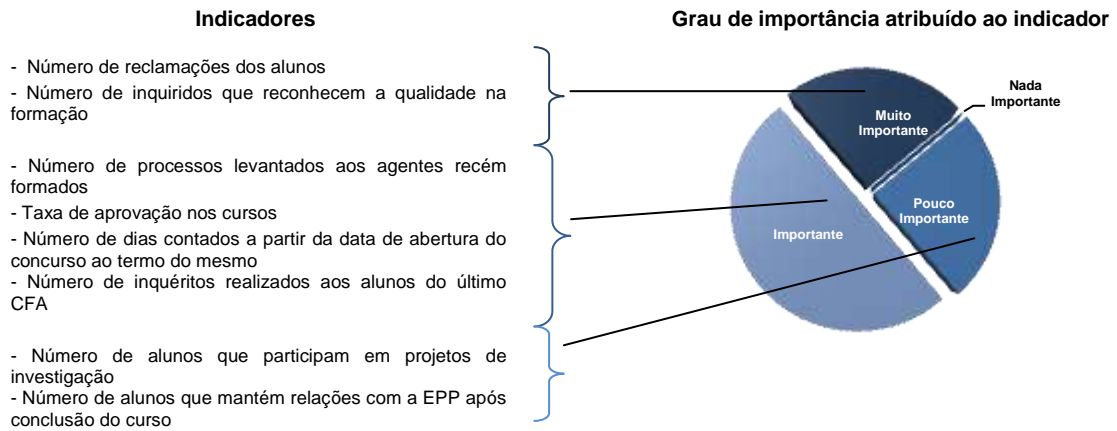 Indicadores
- Número de reclamações dos alunos
- Número de inquiridos que reconhecem a qualidade na
formação
- Número de processos levantados aos agentes recém
formados
- Taxa de aprovação nos cursos
- Número de dias contados a partir da data de abertura do
concurso ao termo do mesmo
- Número de inquéritos realizados aos alunos do último
CFA
- Número de alunos que participam em projetos de
investigação
- Número de alunos que mantém relações com a EPP após
conclusão do curso
Grau de importância atribuído ao indicador
Nada
Importante
Muito
Importante
Pouco
Importante
Importante